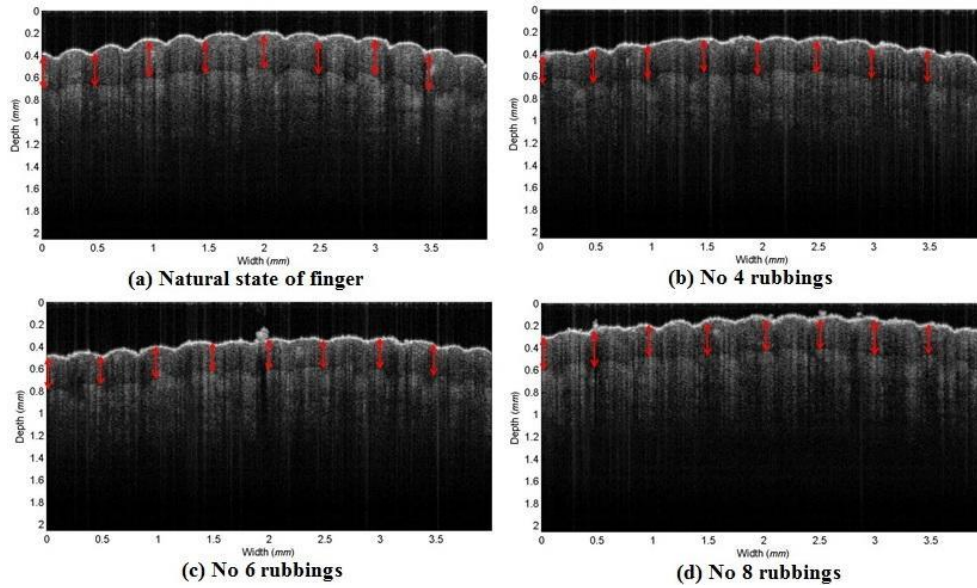 0
0.2
0.4
0.6
0.8
1
1.2
1.4
1.6
1.8
2
Depth (mm)
0 0.5 1 1.5 2 2.5 3 3.5
Width (mm)
(a) Natural state of finger
0
0.2
0.4
0.6
0.8
1
1.2
1.4
1.6
1.8
2
Depth (mm)
0 0.5 1 1.5 2 2.5 3 3.5
Width (mm)
(b) No 4 rubbings
0
0.2
0.4
0.6
0.8
1
1.2
1.4
1.6
1.8
2
Depth (mm)
0 0.5 1 1.5 2 2.5 3 3.5
Width (mm)
(c) No 6 rubbings
0
0.2
0.4
0.6
0.8
1
1.2
1.4
1.6
1.8
2
Depth (mm)
0 0.5 1 1.5 2 2.5 3 3.5
Width (mm)
(d) No 8 rubbings